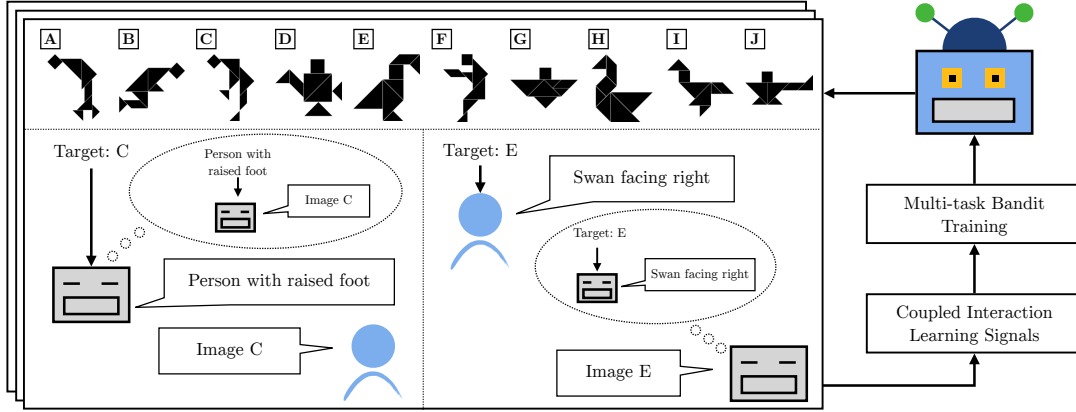 A B C D E F G H I J
Target: C
Person with
raised foot
Image C
Person with raised foot
Image C
Target: E
Swan facing right
Target: E
Swan facing right
Image E
Multi-task Bandit
Training
Coupled Interaction
Learning Signals